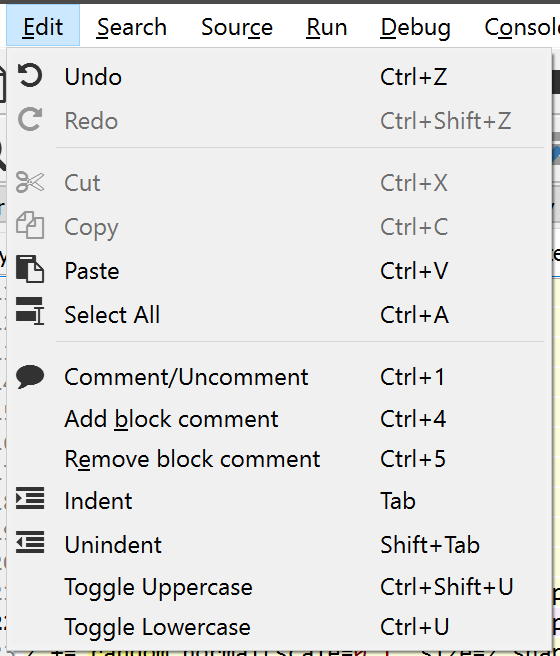 Edit Search Source Run Debug Consol
Undo Ctrl+Z
Redo Ctrl+Shift+Z
Cut Ctrl+X
Copy Ctrl+C
Paste Ctrl+V
Select All Ctrl+A
Comment/Uncomment Ctrl+1
Add block comment Ctrl+4
Remove block comment Ctrl+5
Indent Tab
Unindent Shift+Tab
Toggle Uppercase Ctrl+Shift+U
Toggle Lowercase Ctrl+U